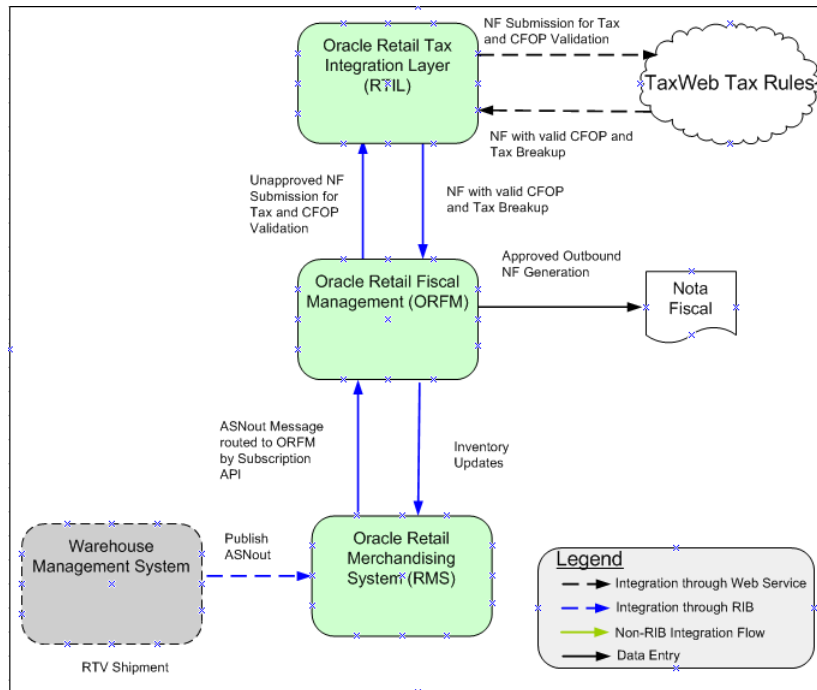 Oracle Retail Tax
Integration Layer
(RTIL)
NF Submission for Tax
and CFOP Validation
TaxWeb Tax Rules
NF with valid CFOP and
Tax Breakup
Unapproved NF
Submission for
Tax and CFOP
Validation
NF with valid CFOP
and Tax Breakup
Oracle Retail Fiscal
Management (ORFM)
Approved Outbound
NF Generation
Nota
Fiscal
ASNout Message
routed to ORFM
by Subscription
API
Inventory
Updates
Warehouse
Management System
Publish
ASNout
Oracle Retail
Merchandising
System (RMS)
RTV Shipment
Legend
Integration through Web Service
Integration through RIB
Non-RIB Integration Flow
Data Entry